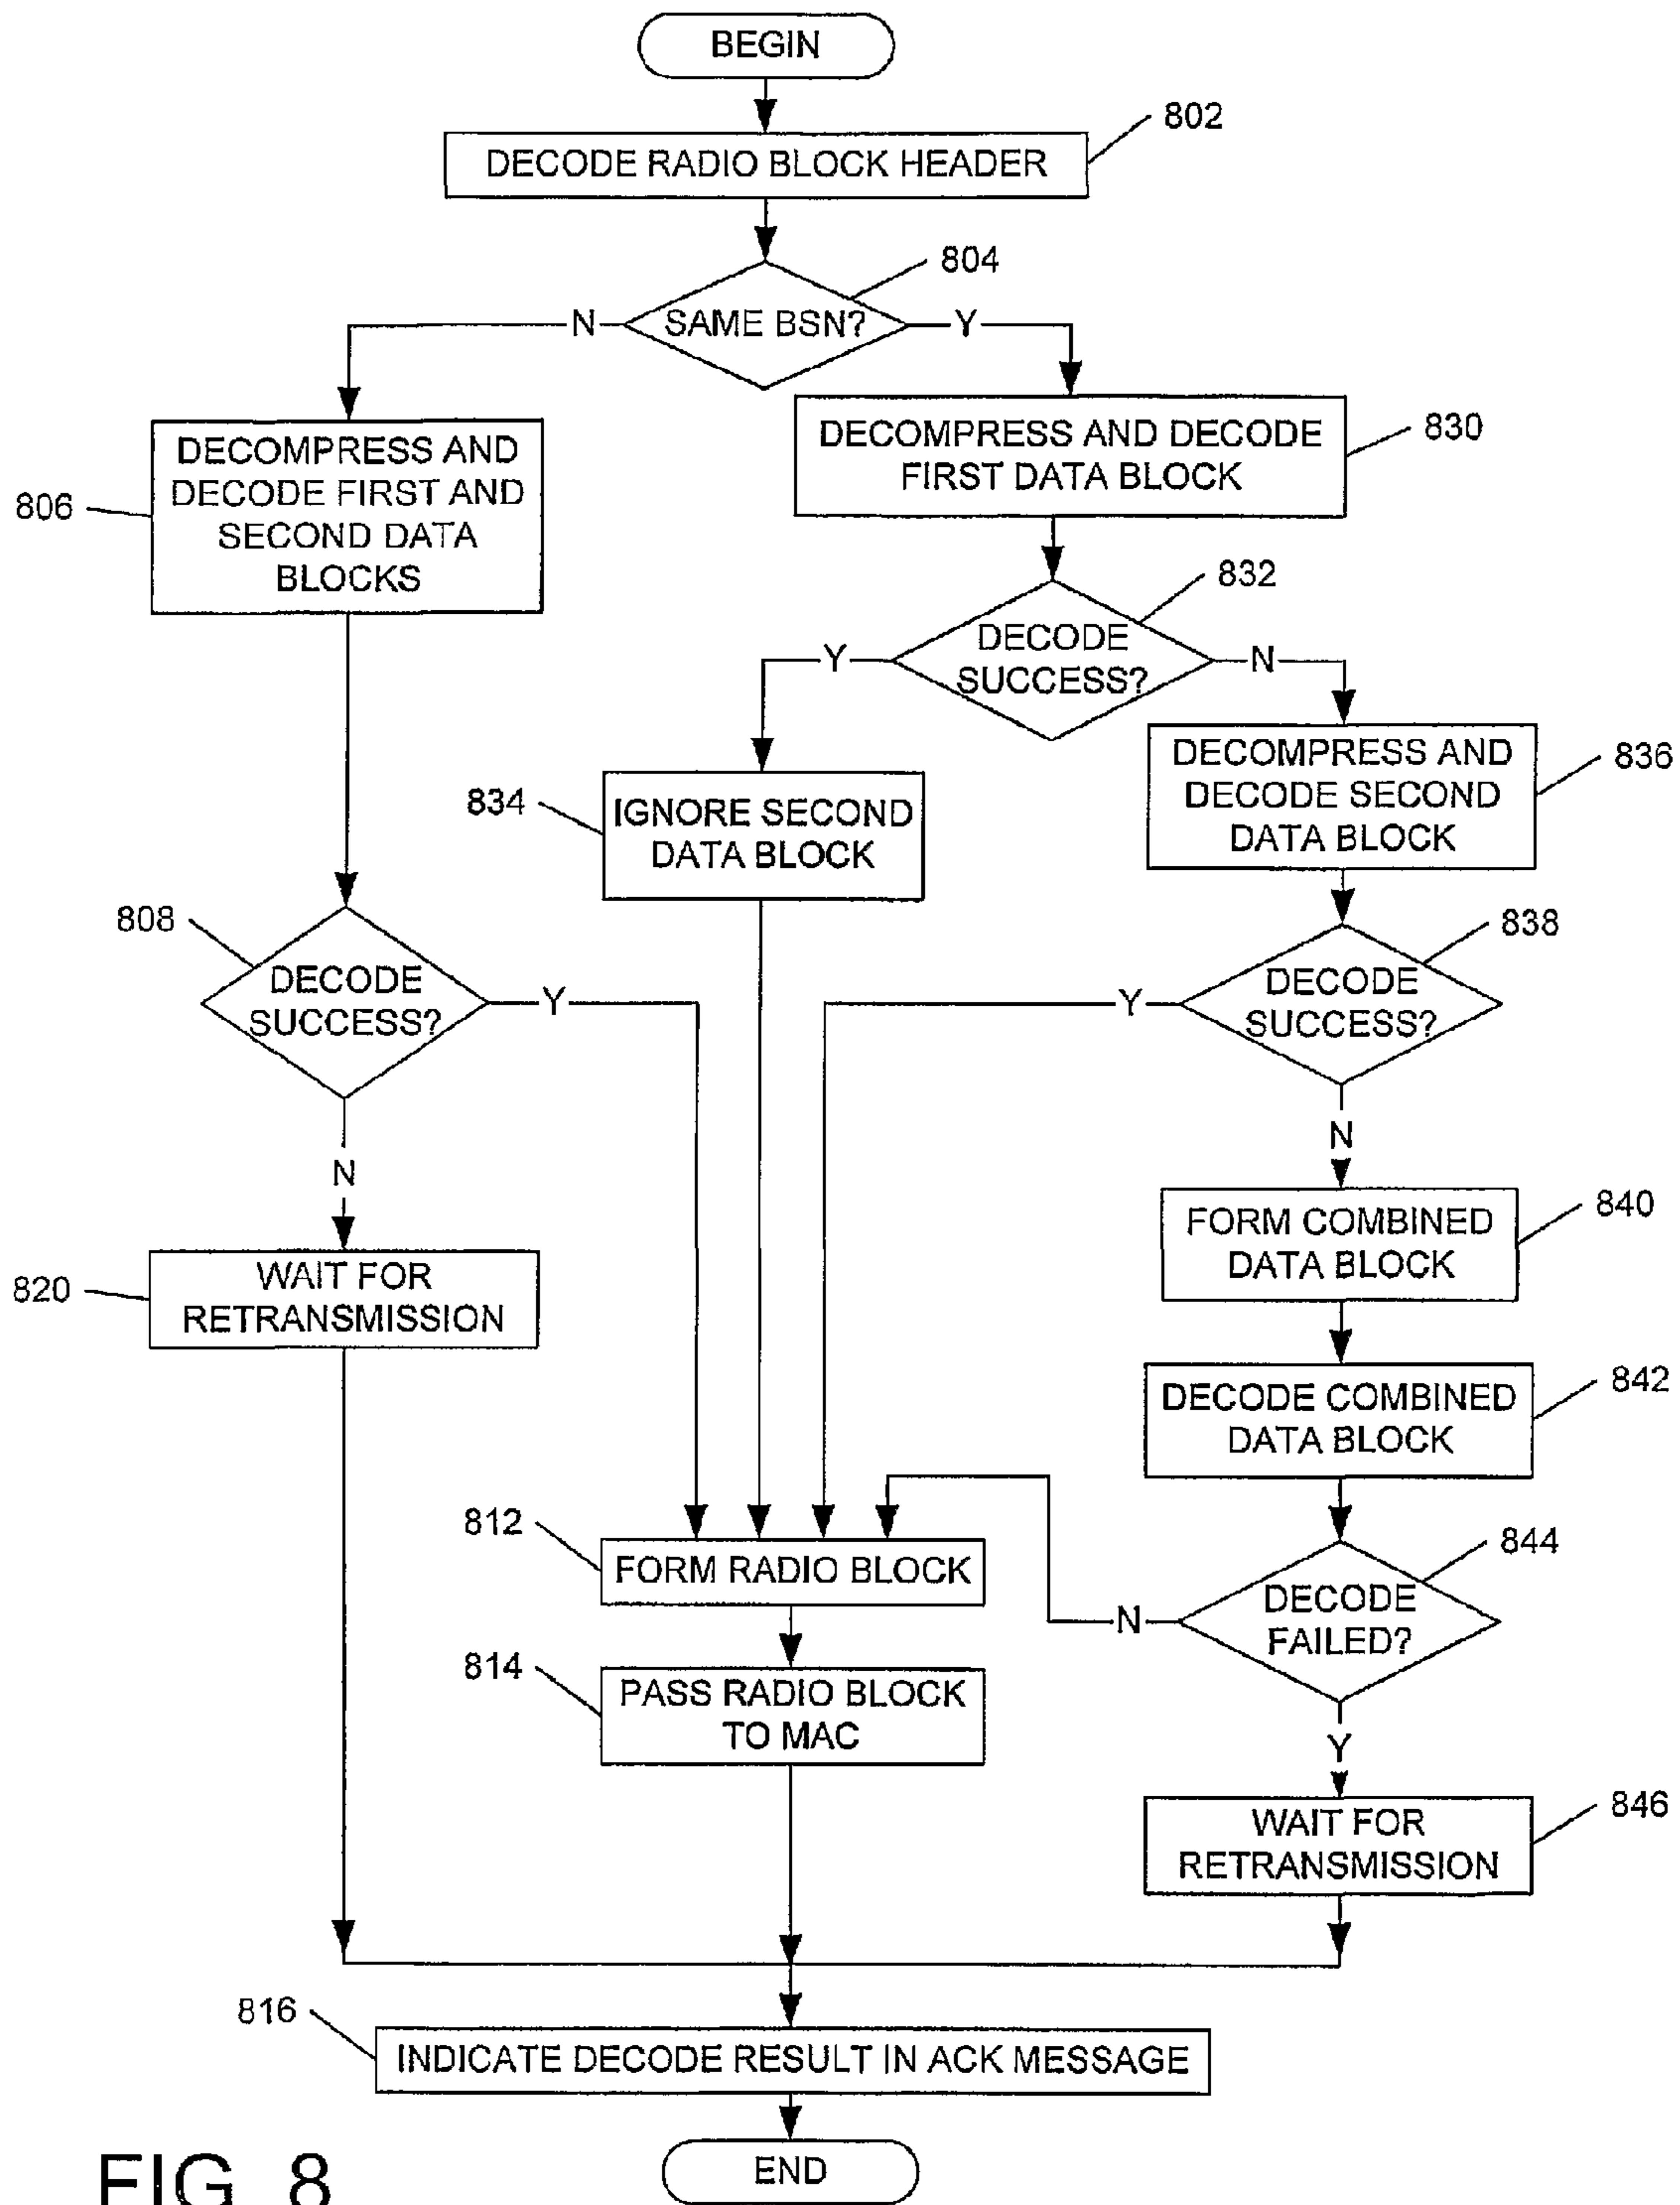 BEGIN
802
DECODE RADIO BLOCK HEADER
804
N
SAME BSN?
Y
806
DECOMPRESS AND
DECODE FIRST AND
SECOND DATA
BLOCKS
830
DECOMPRESS AND DECODE
FIRST DATA BLOCK
832
DECODE
SUCCESS?
Y
N
834
IGNORE SECOND
DATA BLOCK
836
DECOMPRESS AND
DECODE SECOND
DATA BLOCK
808
DECODE
SUCCESS?
Y
838
DECODE
SUCCESS?
Y
N
N
820
WAIT FOR
RETRANSMISSION
840
FORM COMBINED
DATA BLOCK
842
DECODE COMBINED
DATA BLOCK
812
FORM RADIO BLOCK
844
DECODE
FAILED?
N
814
PASS RADIO BLOCK
TO MAC
Y
846
WAIT FOR
RETRANSMISSION
816
INDICATE DECODE RESULT IN ACK MESSAGE
END
FIG. 8